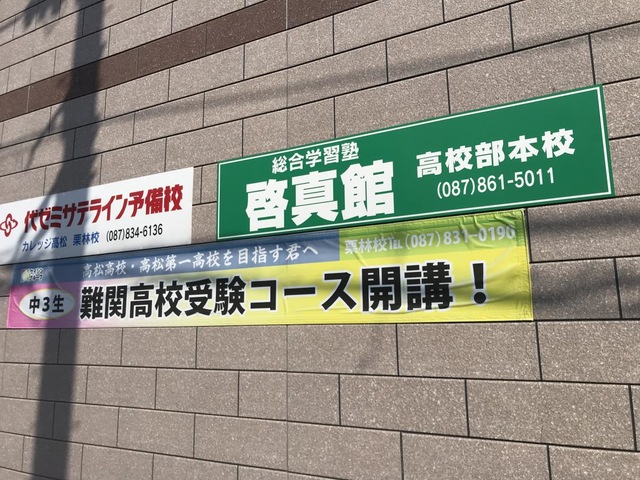 総合学習塾
啓真館
高校部本校
(087)861-5011
代ゼミサテライン予備校
カレッジ高松 栗林校 (087)834-6136
高松高校・高松第一高校を目指す君へ
栗林校☎(087)831-0190
中3生
難関高校受験コース開講!